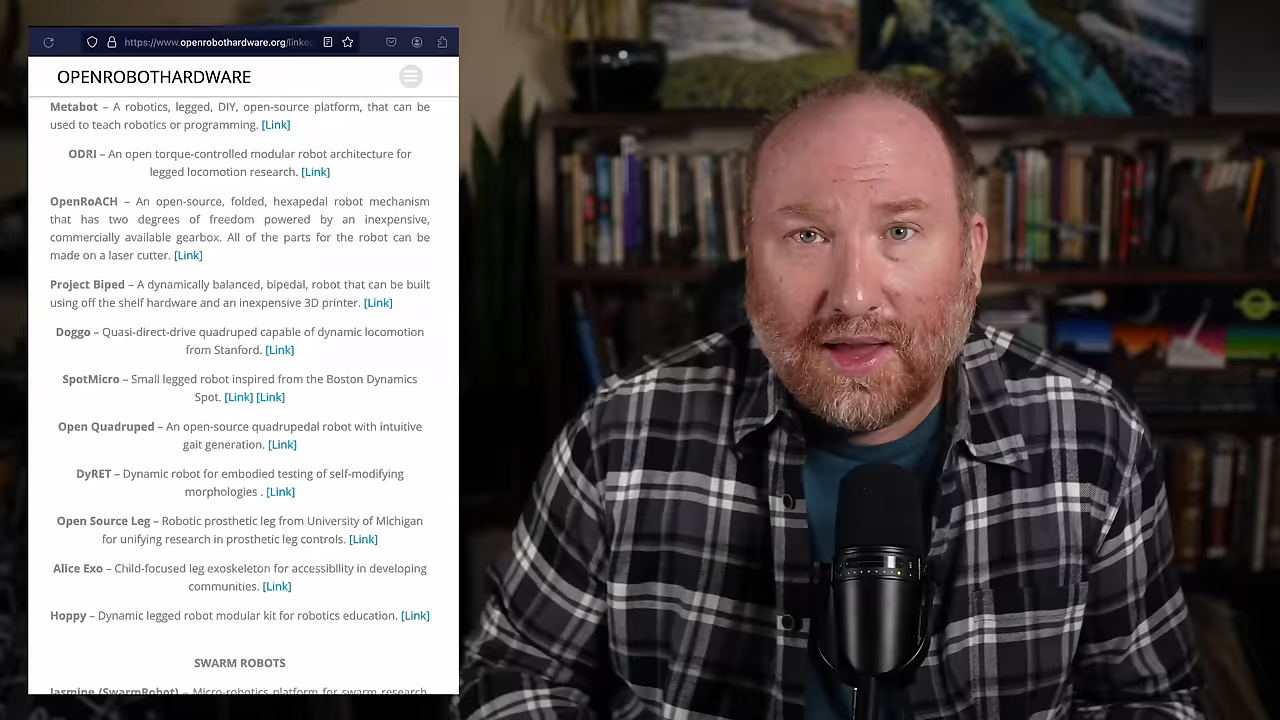 https://www.openrobothardware.org/linke
OPENROBOTHARDWARE
Metabot – A robotics, legged, DIY, open-source platform, that can be
used to teach robotics or programming. [Link]
ODRI – An open torque-controlled modular robot architecture for
legged locomotion research. [Link]
OpenRoACH – An open-source, folded, hexapedal robot mechanism
that has two degrees of freedom powered by an inexpensive,
commercially available gearbox. All of the parts for the robot can be
made on a laser cutter. [Link]
Project Biped – A dynamically balanced, bipedal, robot that can be built
using off the shelf hardware and an inexpensive 3D printer. [Link]
Doggo – Quasi-direct-drive quadruped capable of dynamic locomotion
from Stanford. [Link]
SpotMicro – Small legged robot inspired from the Boston Dynamics
Spot. [Link] [Link]
Open Quadruped – An open-source quadrupedal robot with intuitive
gait generation. [Link]
DyRET – Dynamic robot for embodied testing of self-modifying
morphologies . [Link]
Open Source Leg – Robotic prosthetic leg from University of Michigan
for unifying research in prosthetic leg controls. [Link]
Alice Exo – Child-focused leg exoskeleton for accessibility in developing
communities. [Link]
Hoppy – Dynamic legged robot modular kit for robotics education. [Link]
SWARM ROBOTS
Jasmine (SwarmRobot) – Micro-robotics platform for swarm research.